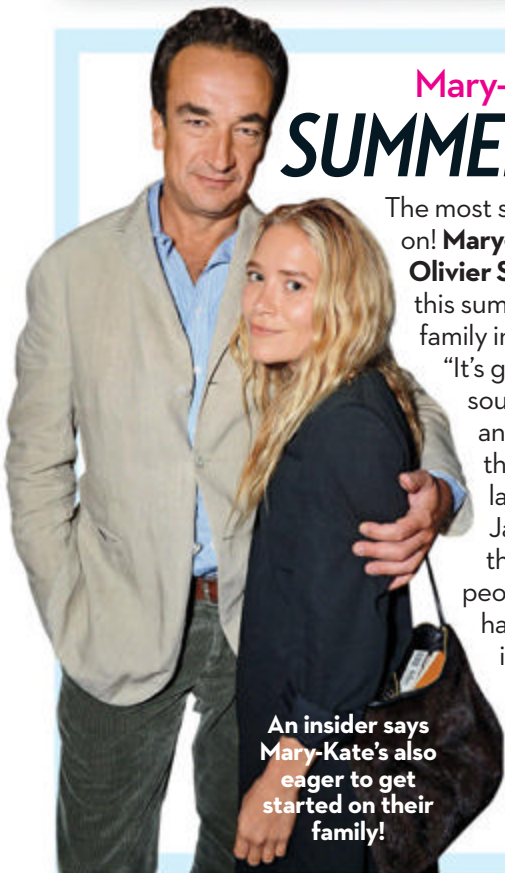 Mary-
SUMME
The most s
on! Mary-
Olivier S
this sum
family in
"It's g
sou
an
th
la
Ja
th
peo
ha
i
An insider says
Mary-Kate's also
eager to get
started on their
family!